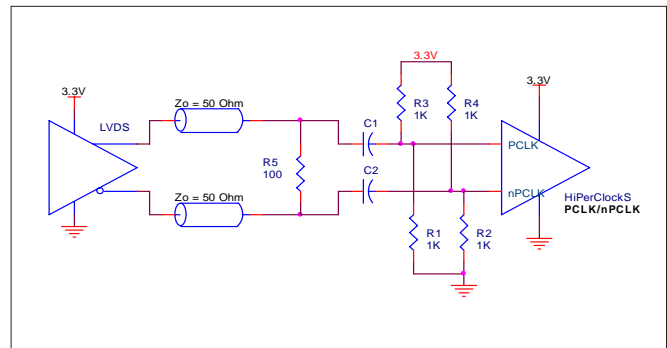 3.3V
3.3V
3.3V
Zo = 50 Ohm
LVDS
R3
1K
R4
1K
C1
PCLK
R5
100
C2
nPCLK
Zo = 50 Ohm
HiPerClockS
PCLK/nPCLK
R1
1K
R2
1K